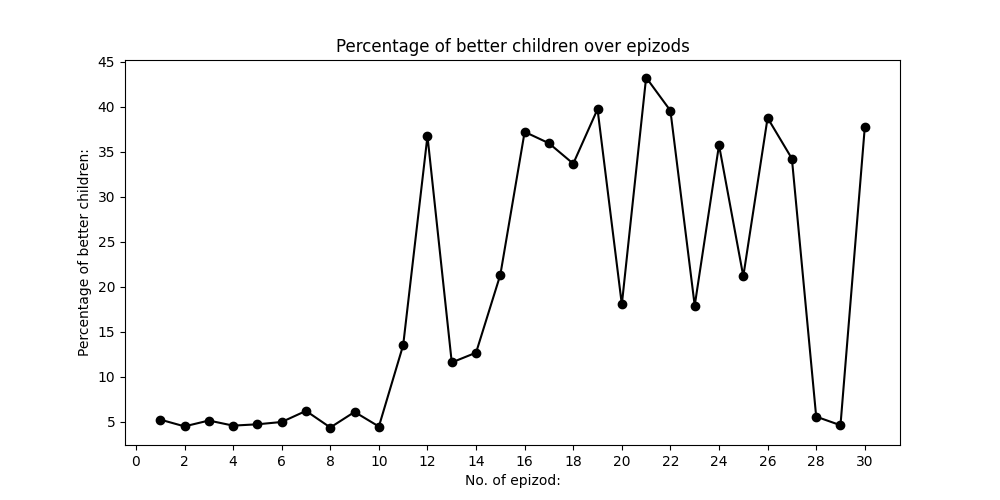 Percentage of better children over epizods
Percentage of better children:
45
40
35
30
25
20
15
10
5
0 2 4 6 8 10 12 14 16 18 20 22 24 26 28 30
No. of epizod: